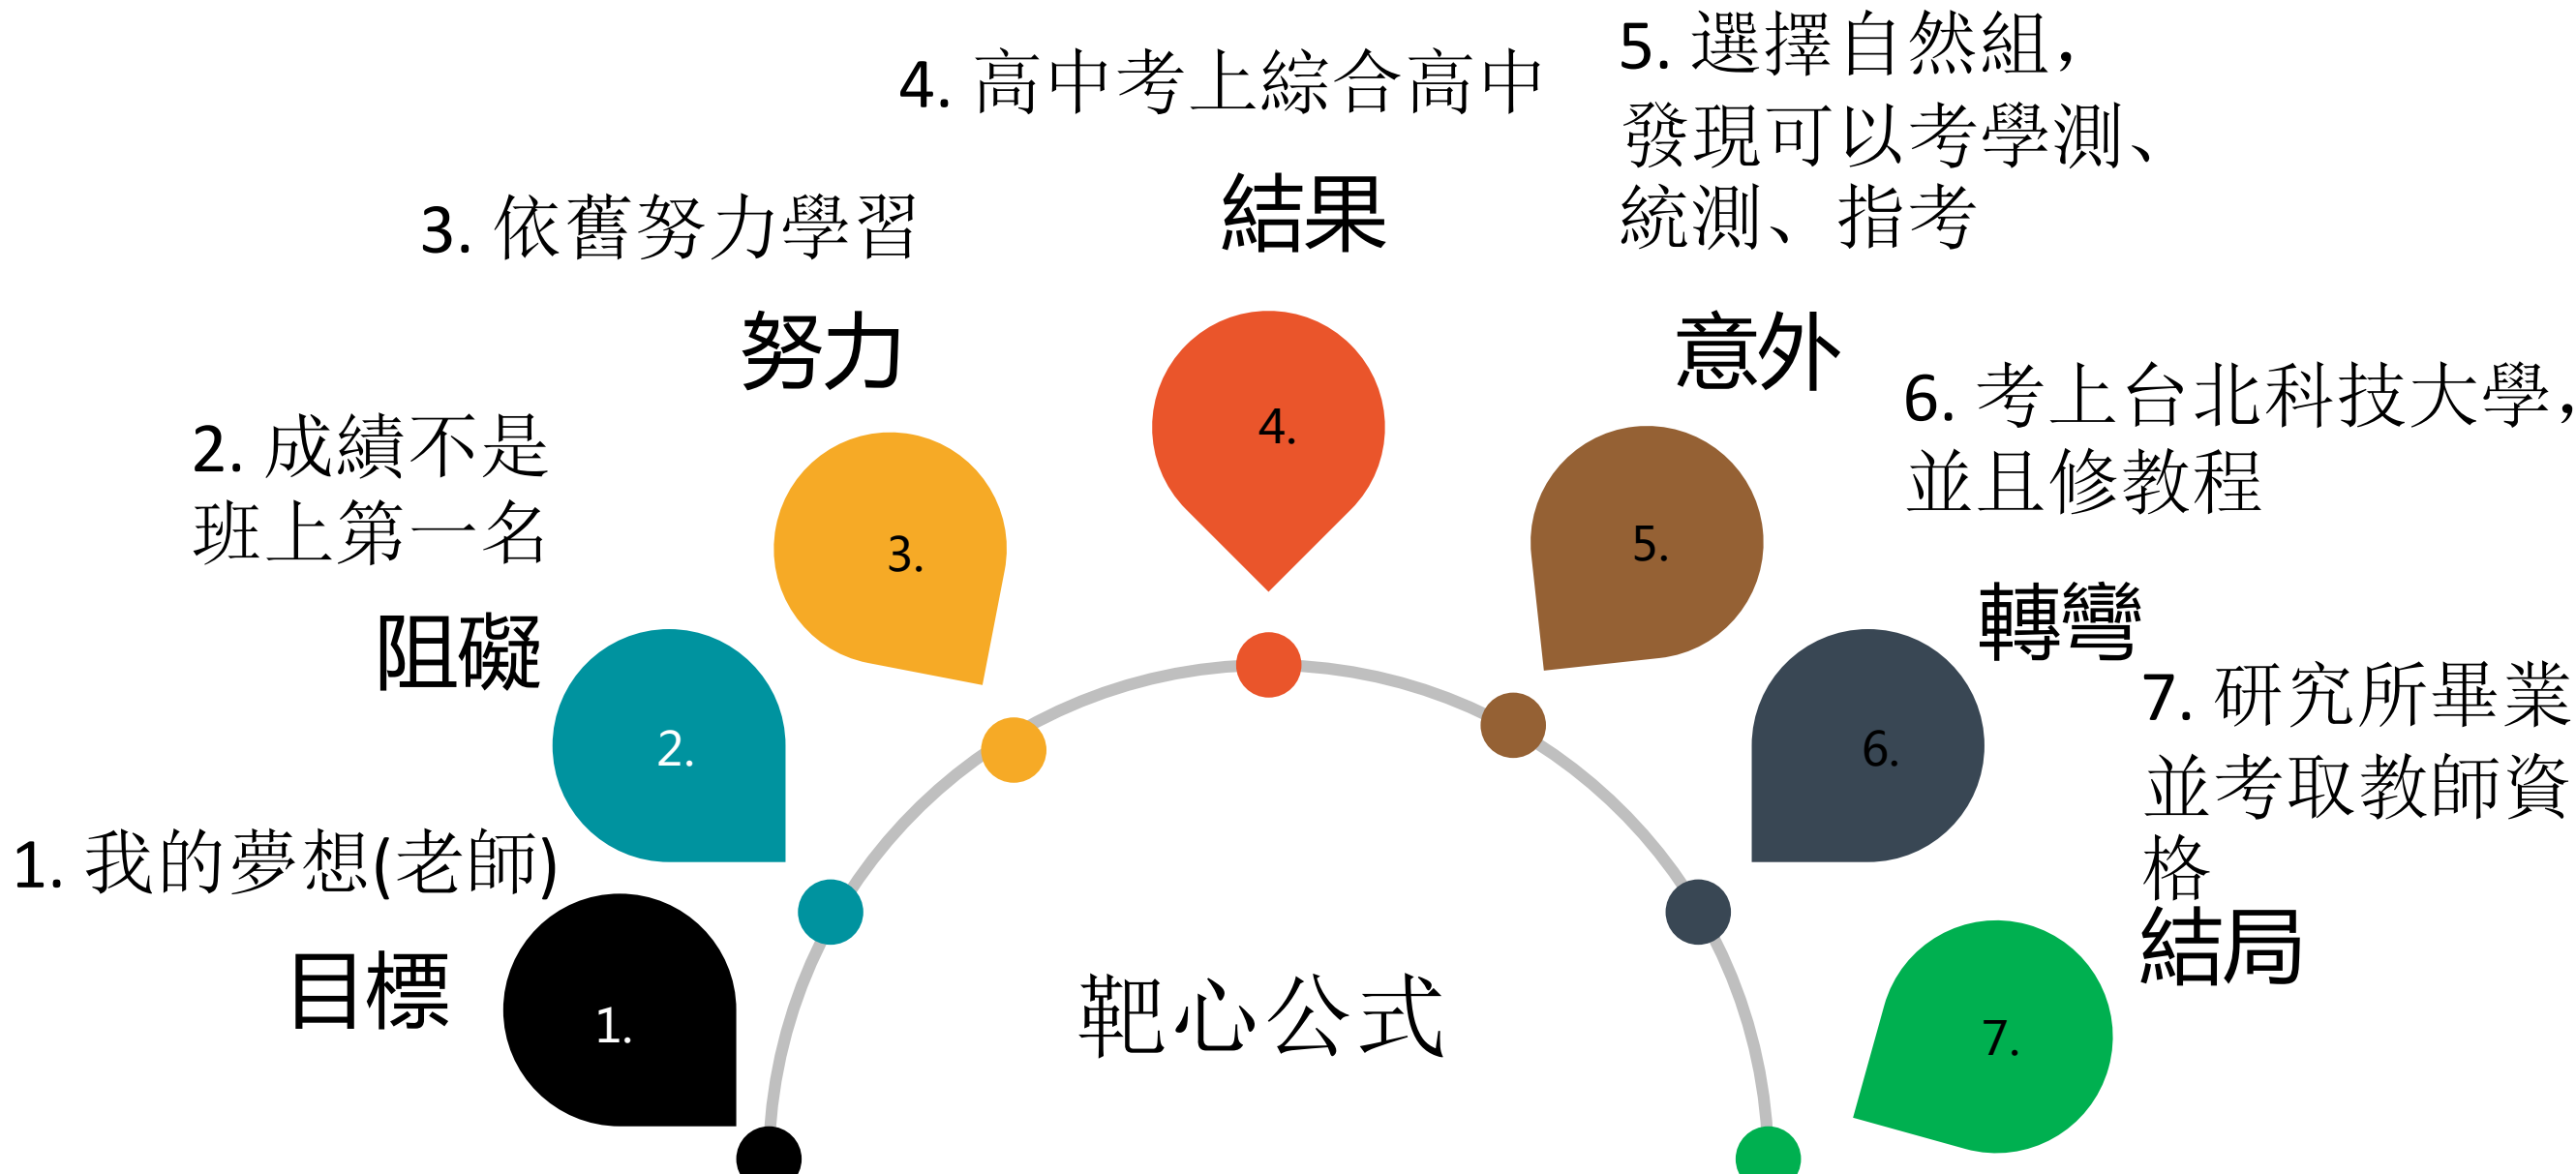 1. 我的夢想(老師)
目標
1.
2. 成績不是
班上第一名
阻礙
2.
3. 依舊努力學習
努力
3.
4. 高中考上綜合高中
結果
4.
5. 選擇自然組，
發現可以考學測、
統測、指考
意外
5.
6. 考上台北科技大學，
並且修教程
轉彎
6.
7. 研究所畢業
並考取教師資
格
結局
7.
靶心公式